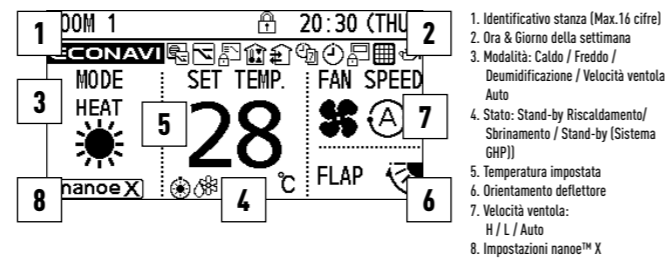 1
OOM 1
20:30 (THU
2
ECONAVI
MODE
SET TEMP.
FAN SPEED
3
HEAT
5
28
A
7
8
nanoe X
4
°C
FLAP
6
1. Identificativo stanza (Max.16 cifre)
2. Ora & Giorno della settimana
3. Modalità: Caldo / Freddo /
Deumidificazione / Velocità ventola
Auto
4. Stato: Stand-by Riscaldamento/
Sbrinamento / Stand-by (Sistema
GHP))
5. Temperatura impostata
6. Orientamento deflettore
7. Velocità ventola:
H / L / Auto
8. Impostazioni nanoe™ X